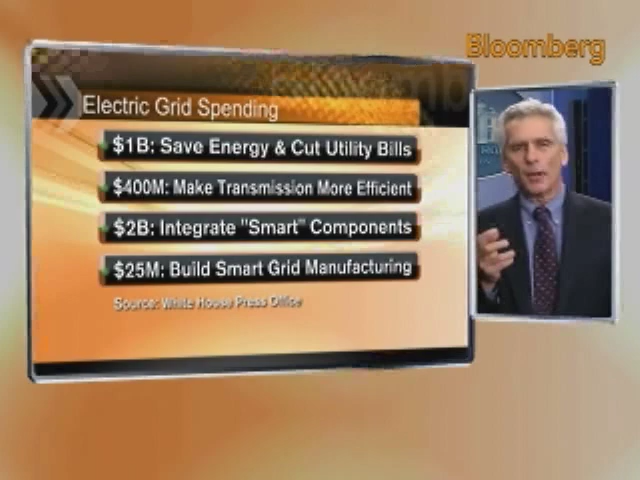 Bloomberg
Electric Grid Spending
$1B: Save Energy & Cut Utility Bills
$400M: Make Transmission More Efficient
$2B: Integrate "Smart" Components
$25M: Build Smart Grid Manufacturing
Source: White House Press Office